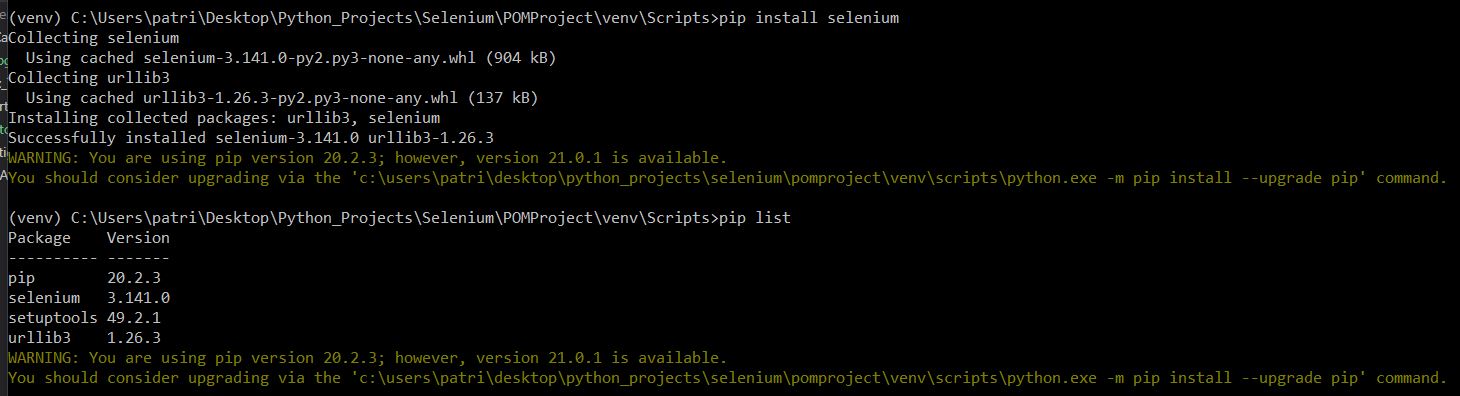 (venv) C:\Users\patri\Desktop\Python_Projects\Selenium\POMProject\venv\Scripts>pip install selenium
Collecting selenium
  Using cached selenium-3.141.0-py2.py3-none-any.whl (904 kB)
Collecting urllib3
  Using cached urllib3-1.26.3-py2.py3-none-any.whl (137 kB)
Installing collected packages: urllib3, selenium
Successfully installed selenium-3.141.0 urllib3-1.26.3
WARNING: You are using pip version 20.2.3; however, version 21.0.1 is available.
You should consider upgrading via the 'c:\users\patri\desktop\python_projects\selenium\pomproject\venv\scripts\python.exe -m pip install --upgrade pip' command.

(venv) C:\Users\patri\Desktop\Python_Projects\Selenium\POMProject\venv\Scripts>pip list
Package    Version
---------- -------
pip        20.2.3
selenium   3.141.0
setuptools 49.2.1
urllib3    1.26.3
WARNING: You are using pip version 20.2.3; however, version 21.0.1 is available.
You should consider upgrading via the 'c:\users\patri\desktop\python_projects\selenium\pomproject\venv\scripts\python.exe -m pip install --upgrade pip' command.